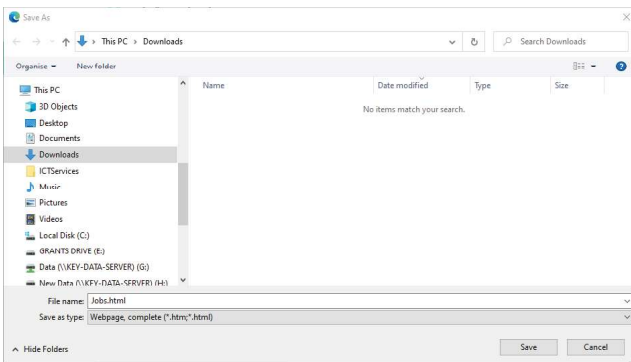 Save As
This PC > Downloads
Search Downloads
Organise
New folder
Name
Date modified
Type
Size
No items match your search.
This PC
3D Objects
Desktop
Documents
Downloads
ICTServices
Music
Pictures
Videos
Local Disk (C:)
GRANTS DRIVE (E:)
Data (\\KEY-DATA-SERVER) (G:)
New Data (\\KEY-DATA-SERVER) (H:)
File name: Jobs.html
Save as type: Webpage, complete (*.htm;*.html)
Hide Folders
Save
Cancel